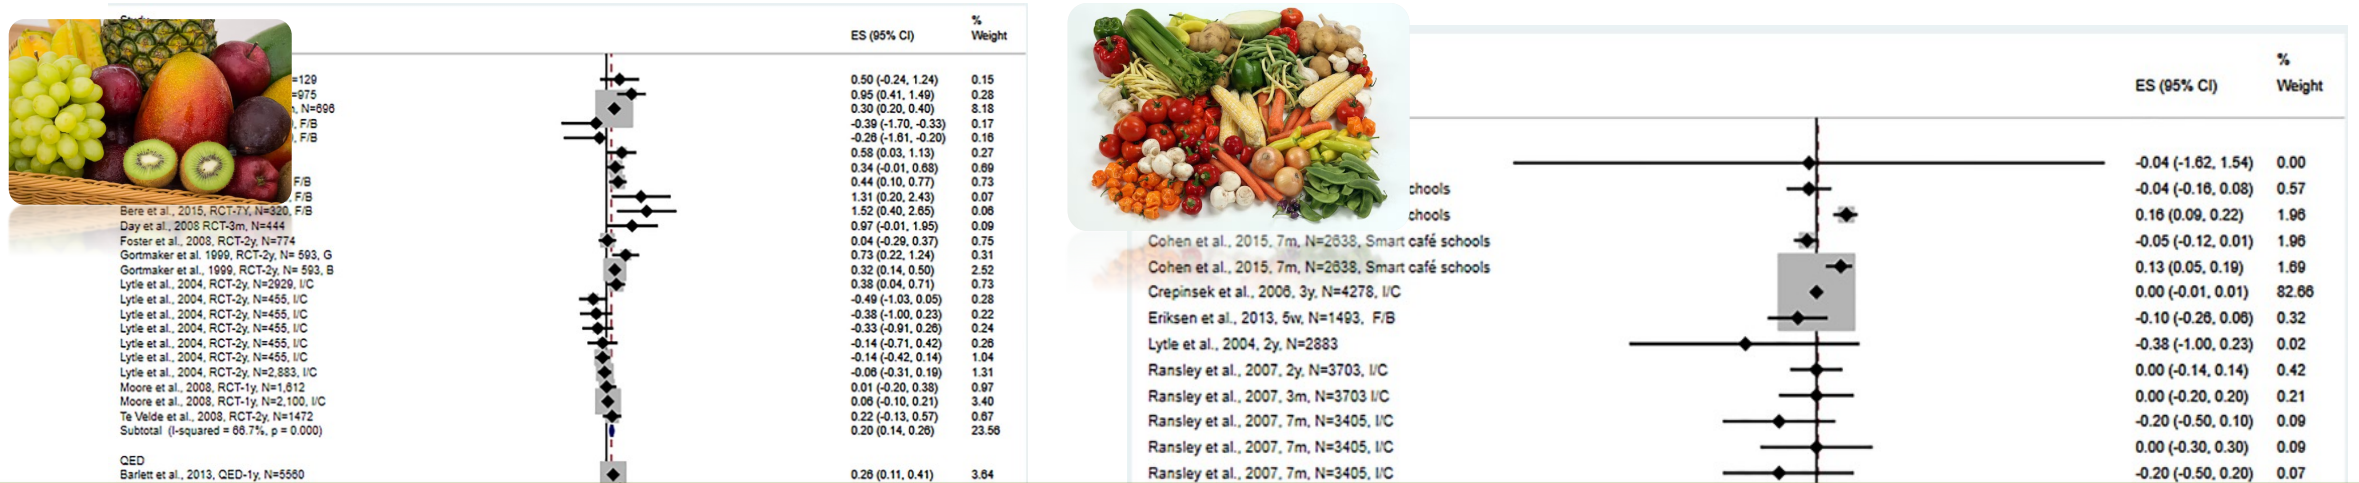 %
ES (95% CI) Weight
=129 0.50 (-0.24, 1.24) 0.15
=975 0.95 (0.41, 1.49) 0.28
, N=696 0.30 (0.20, 0.40) 8.18
, F/B -0.39 (-1.70, -0.33) 0.17
, F/B -0.26 (-1.61, -0.20) 0.16
0.58 (0.03, 1.13) 0.27
0.34 (-0.01, 0.68) 0.69
F/B 0.44 (0.10, 0.77) 0.73
, F/B 1.31 (0.20, 2.43) 0.07
Bere et al., 2015, RCT-7Y, N=320, F/B 1.52 (0.40, 2.65) 0.06
Day et al., 2008 RCT-3m, N=444 0.97 (-0.01, 1.95) 0.09
Foster et al., 2008, RCT-2y, N=774 0.04 (-0.29, 0.37) 0.75
Gortmaker et al. 1999, RCT-2y, N= 593, G 0.73 (0.22, 1.24) 0.31
Gortmaker et al., 1999, RCT-2y, N= 593, B 0.32 (0.14, 0.50) 2.52
Lytle et al., 2004, RCT-2y, N=2929, I/C 0.38 (0.04, 0.71) 0.73
Lytle et al., 2004, RCT-2y, N=455, I/C -0.49 (-1.03, 0.05) 0.28
Lytle et al., 2004, RCT-2y, N=455, I/C -0.38 (-1.00, 0.23) 0.22
Lytle et al., 2004, RCT-2y, N=455, I/C -0.33 (-0.91, 0.26) 0.24
Lytle et al., 2004, RCT-2y, N=455, I/C -0.14 (-0.71, 0.42) 0.26
Lytle et al., 2004, RCT-2y, N=455, I/C -0.14 (-0.42, 0.14) 1.04
Lytle et al., 2004, RCT-2y, N=2,883, I/C -0.06 (-0.31, 0.19) 1.31
Moore et al., 2008, RCT-1y, N=1,612 0.01 (-0.20, 0.38) 0.97
Moore et al., 2008, RCT-1y, N=2,100, I/C 0.06 (-0.10, 0.21) 3.40
Te Velde et al., 2008, RCT-2y, N=1472 0.22 (-0.13, 0.57) 0.67
Subtotal (I-squared = 66.7%, p = 0.000) 0.20 (0.14, 0.26) 23.56
QED
Barlett et al., 2013, QED-1y, N=5560 0.26 (0.11, 0.41) 3.64
%
ES (95% CI) Weight
-0.04 (-1.62, 1.54) 0.00
chools -0.04 (-0.16, 0.08) 0.57
chools 0.16 (0.09, 0.22) 1.96
Cohen et al., 2015, 7m, N=2638, Smart café schools -0.05 (-0.12, 0.01) 1.96
Cohen et al., 2015, 7m, N=2638, Smart café schools 0.13 (0.05, 0.19) 1.69
Crepinsek et al., 2006, 3y, N=4278, I/C 0.00 (-0.01, 0.01) 82.66
Eriksen et al., 2013, 5w, N=1493, F/B -0.10 (-0.26, 0.06) 0.32
Lytle et al., 2004, 2y, N=2883 -0.38 (-1.00, 0.23) 0.02
Ransley et al., 2007, 2y, N=3703, I/C 0.00 (-0.14, 0.14) 0.42
Ransley et al., 2007, 3m, N=3703 I/C 0.00 (-0.20, 0.20) 0.21
Ransley et al., 2007, 7m, N=3405, I/C -0.20 (-0.50, 0.10) 0.09
Ransley et al., 2007, 7m, N=3405, I/C 0.00 (-0.30, 0.30) 0.09
Ransley et al., 2007, 7m, N=3405, I/C -0.20 (-0.50, 0.20) 0.07